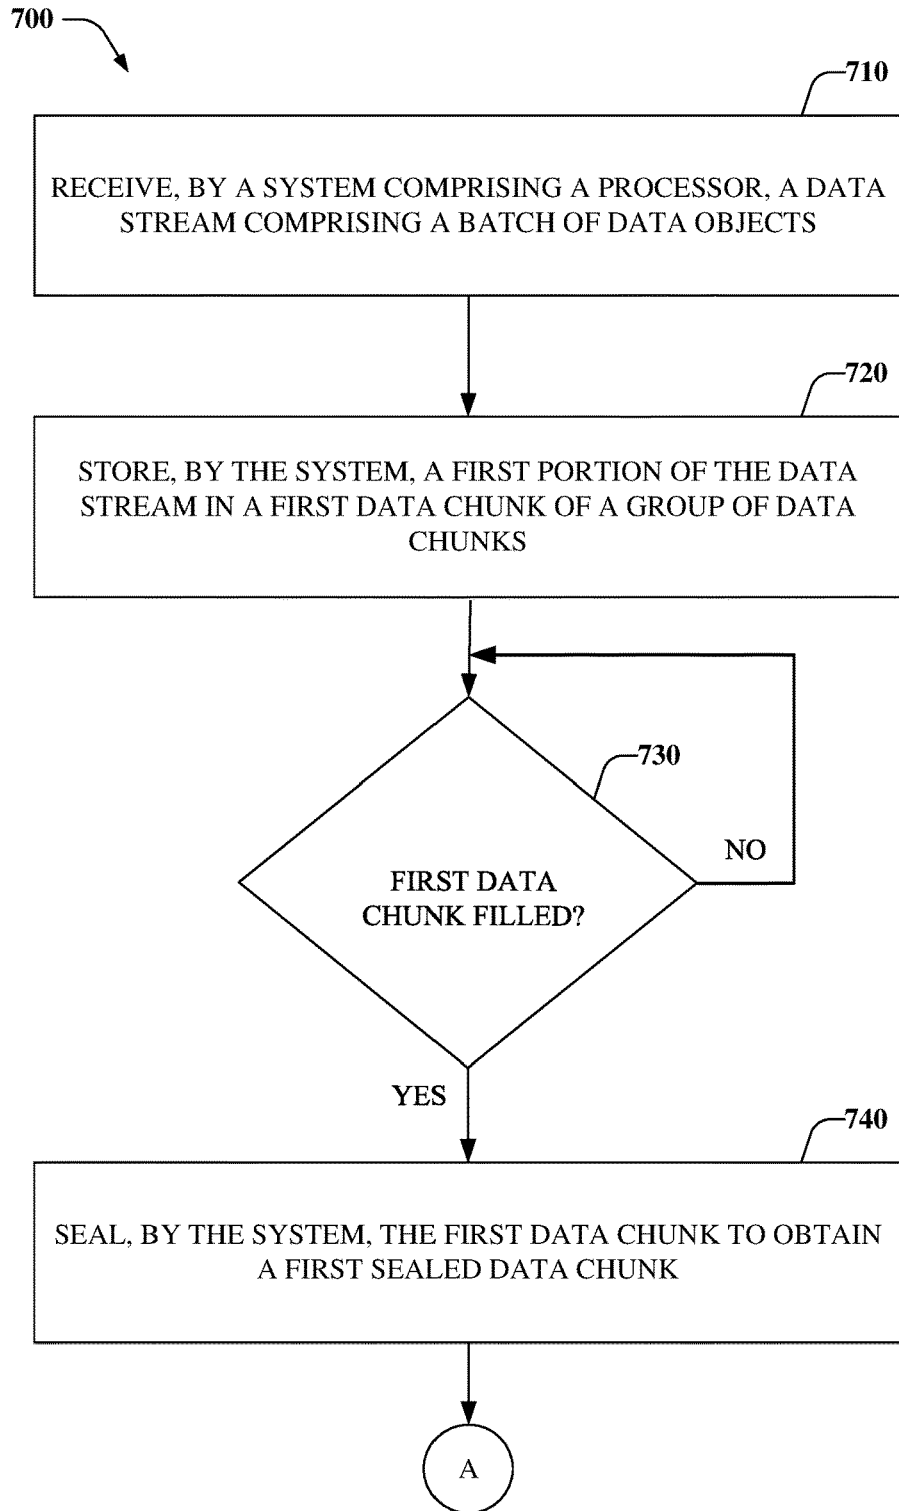 700
710
RECEIVE, BY A SYSTEM COMPRISING A PROCESSOR, A DATA
STREAM COMPRISING A BATCH OF DATA OBJECTS
720
STORE, BY THE SYSTEM, A FIRST PORTION OF THE DATA
STREAM IN A FIRST DATA CHUNK OF A GROUP OF DATA
CHUNKS
730
NO
FIRST DATA
CHUNK FILLED?
YES
740
SEAL, BY THE SYSTEM, THE FIRST DATA CHUNK TO OBTAIN
A FIRST SEALED DATA CHUNK
A